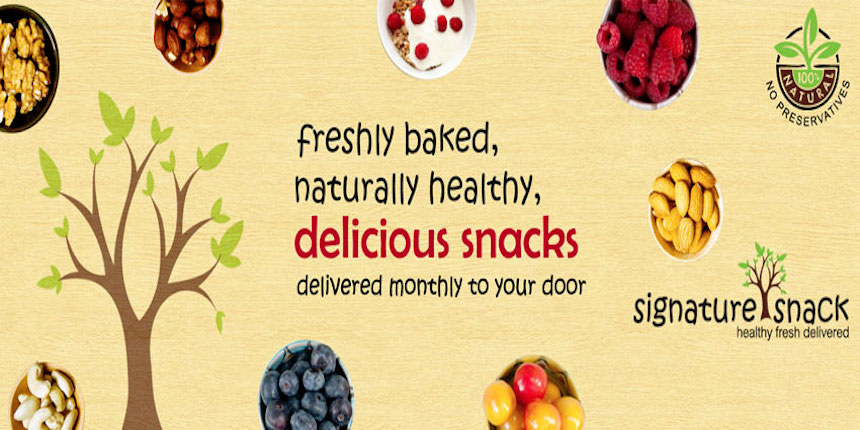 freshly baked,
naturally healthy,
delicious snacks
delivered monthly to your door
100%
NATURAL
NO PRESERVATIVES
signature snack
healthy fresh delivered